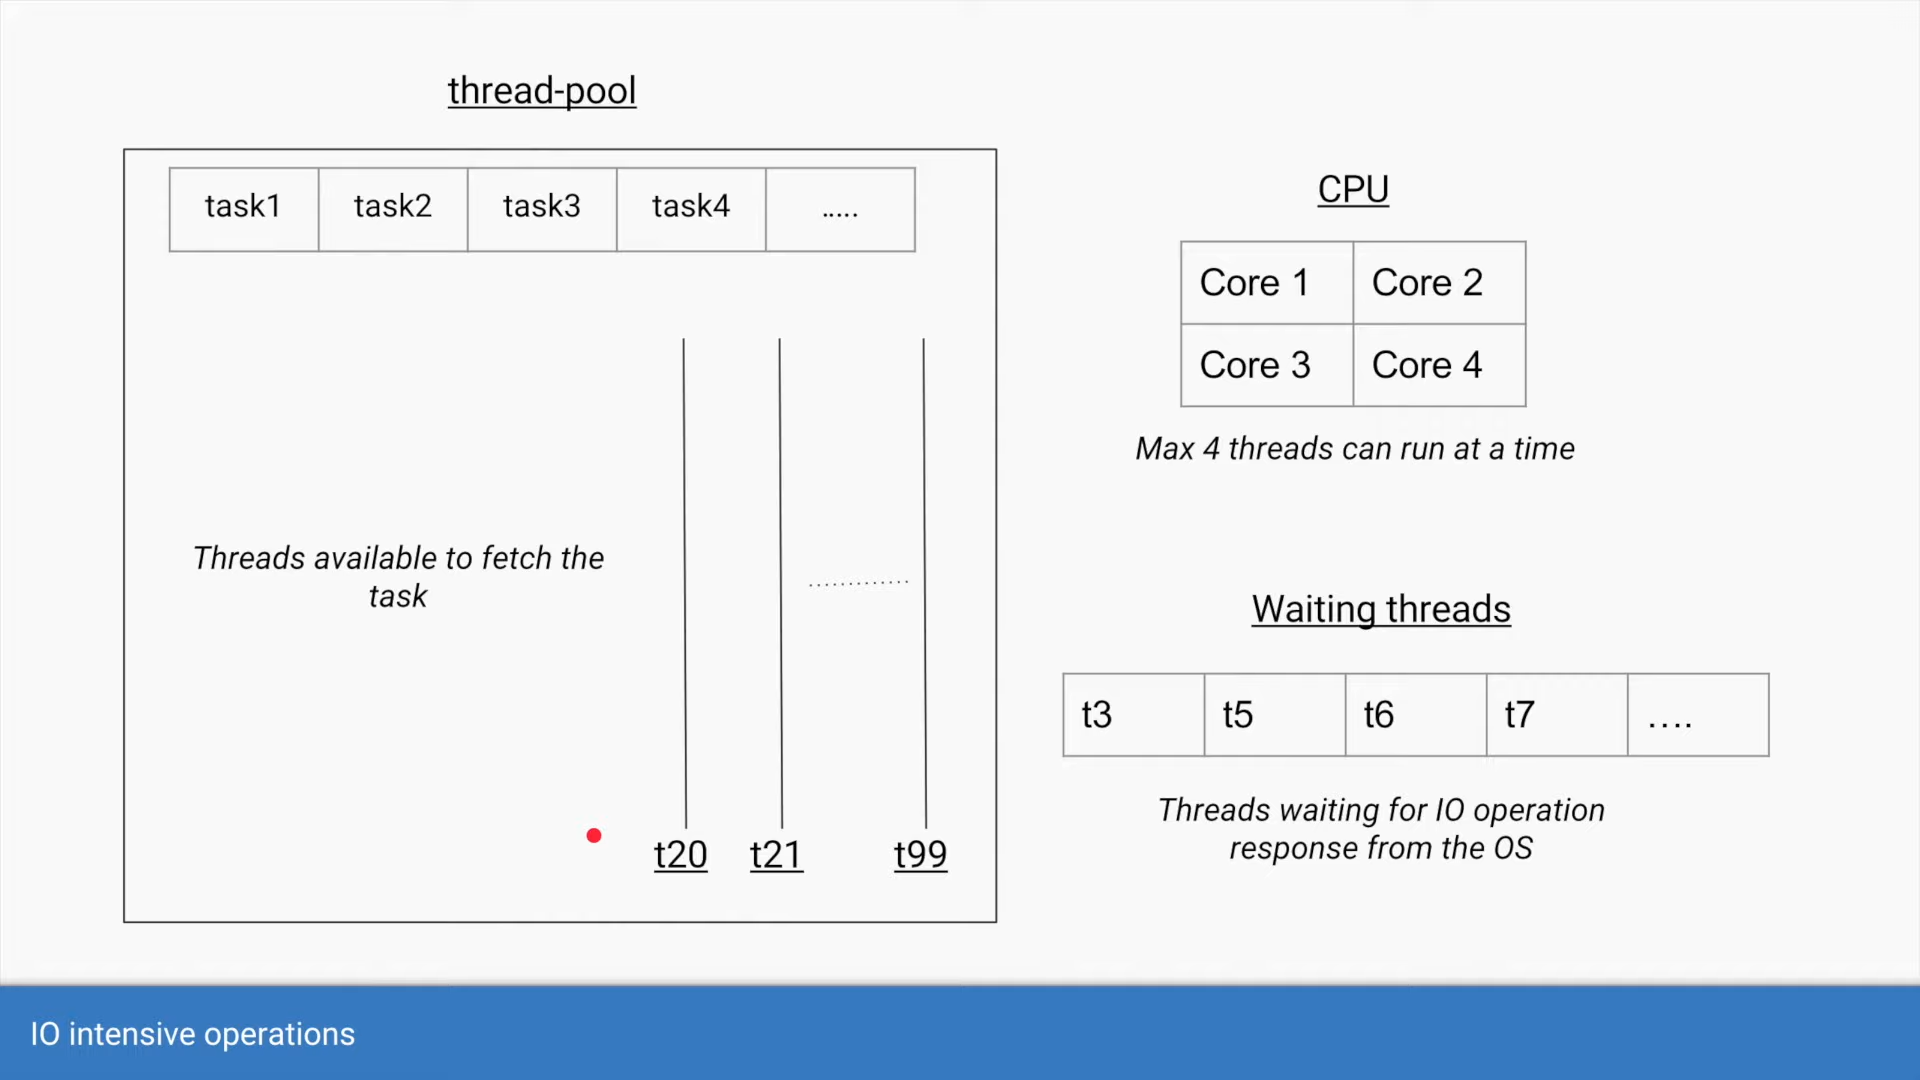 thread-pool
task1 task2 task3 task4 .....
Threads available to fetch the
task
t20 t21 t99
CPU
Core 1 Core 2
Core 3 Core 4
Max 4 threads can run at a time
Waiting threads
t3 t5 t6 t7 ....
Threads waiting for IO operation
response from the OS
IO intensive operations